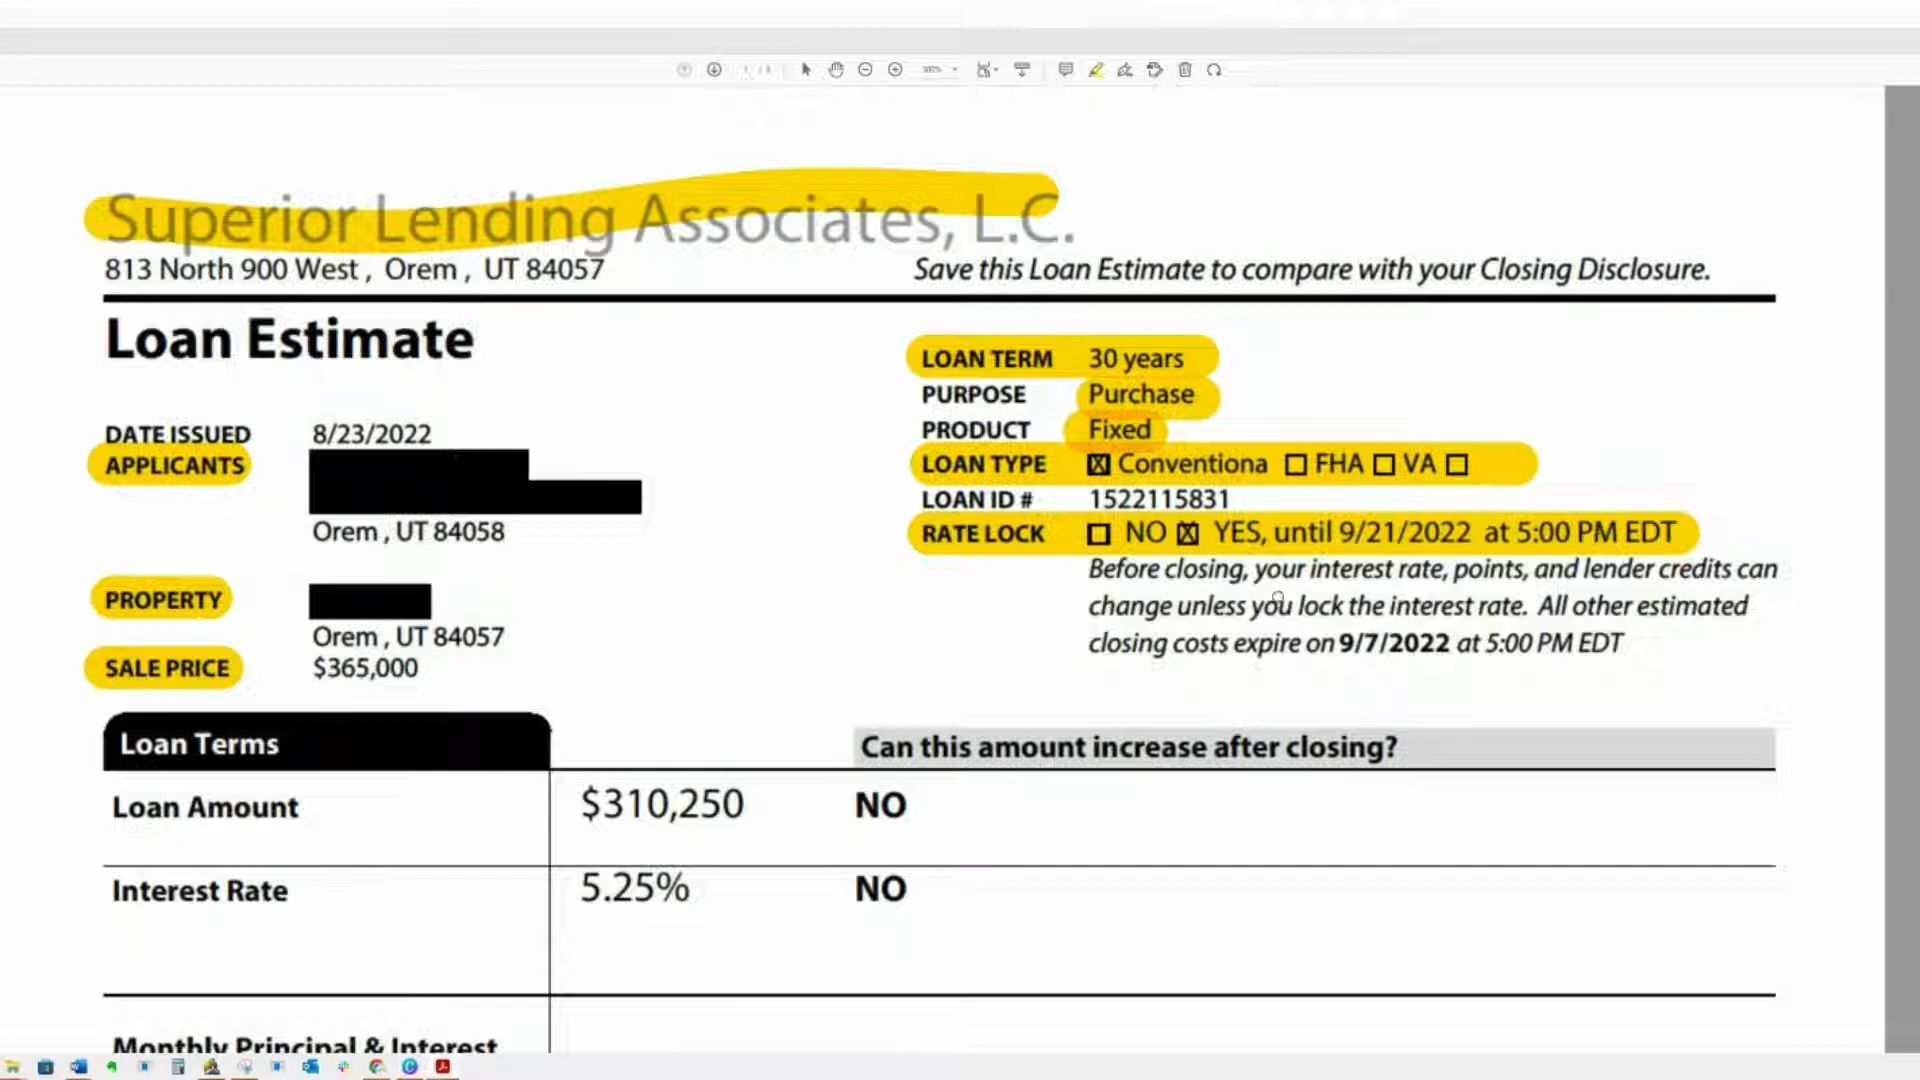 Superior Lending Associates, L.C.
813 North 900 West , Orem , UT 84057
Save this Loan Estimate to compare with your Closing Disclosure.
Loan Estimate
DATE ISSUED 8/23/2022
APPLICANTS
Orem , UT 84058
PROPERTY
Orem , UT 84057
SALE PRICE $365,000
LOAN TERM 30 years
PURPOSE Purchase
PRODUCT Fixed
LOAN TYPE ☒ Conventiona ☐ FHA ☐ VA ☐
LOAN ID # 1522115831
RATE LOCK ☐ NO ☒ YES, until 9/21/2022 at 5:00 PM EDT
Before closing, your interest rate, points, and lender credits can
change unless you lock the interest rate. All other estimated
closing costs expire on 9/7/2022 at 5:00 PM EDT
Loan Terms
Can this amount increase after closing?
Loan Amount $310,250 NO
Interest Rate 5.25% NO
Monthly Principal & Interest